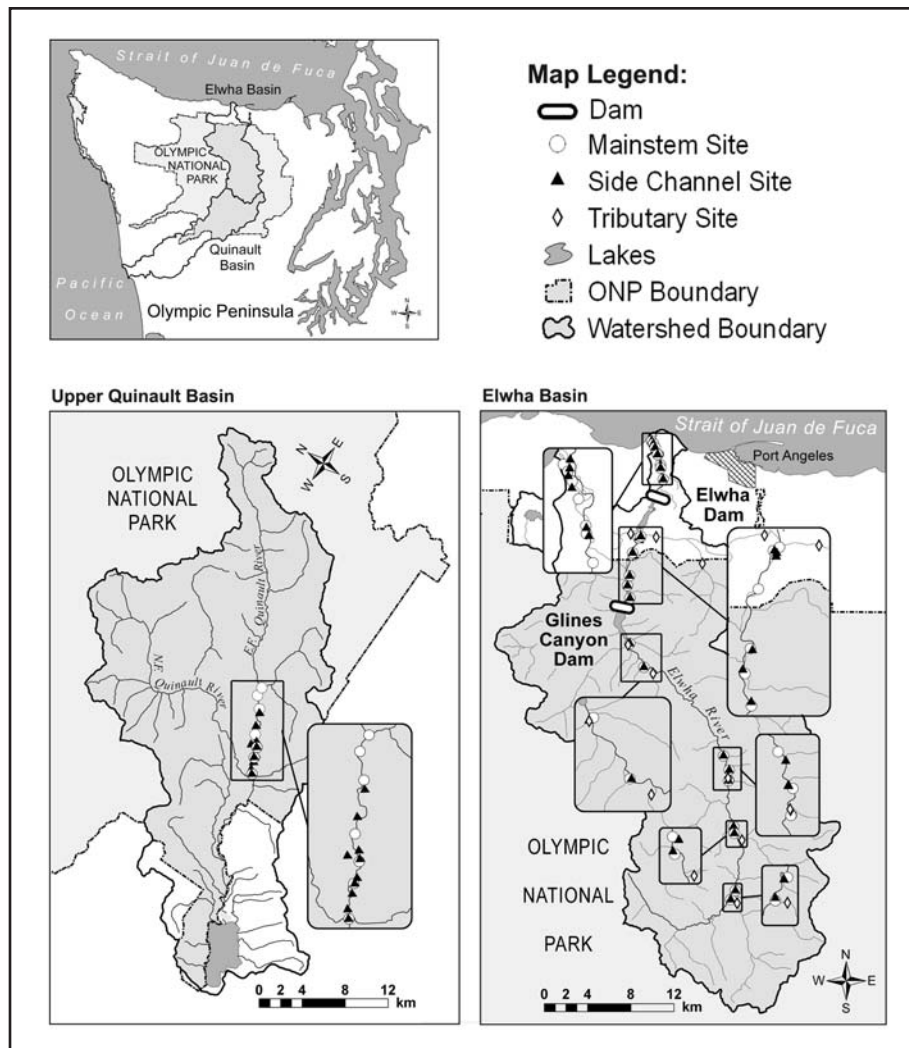 Strait of Juan de Fuca
Elwha Basin
OLYMPIC
NATIONAL
PARK
Quinault
Basin
Pacific
Ocean
Olympic Peninsula
N
W E
S
Map Legend:
Dam
Mainstem Site
Side Channel Site
Tributary Site
Lakes
ONP Boundary
Watershed Boundary
Upper Quinault Basin
OLYMPIC
NATIONAL
PARK
N E
W S
E.F. Quinault River
N.F.
Quinault River
0 2 4 8 12
km
Elwha Basin
Strait of Juan de Fuca
Port Angeles
Elwha
Dam
Glines
Canyon
Dam
Elwha River
OLYMPIC
NATIONAL
PARK
N
W E
S
0 2 4 8 12
km